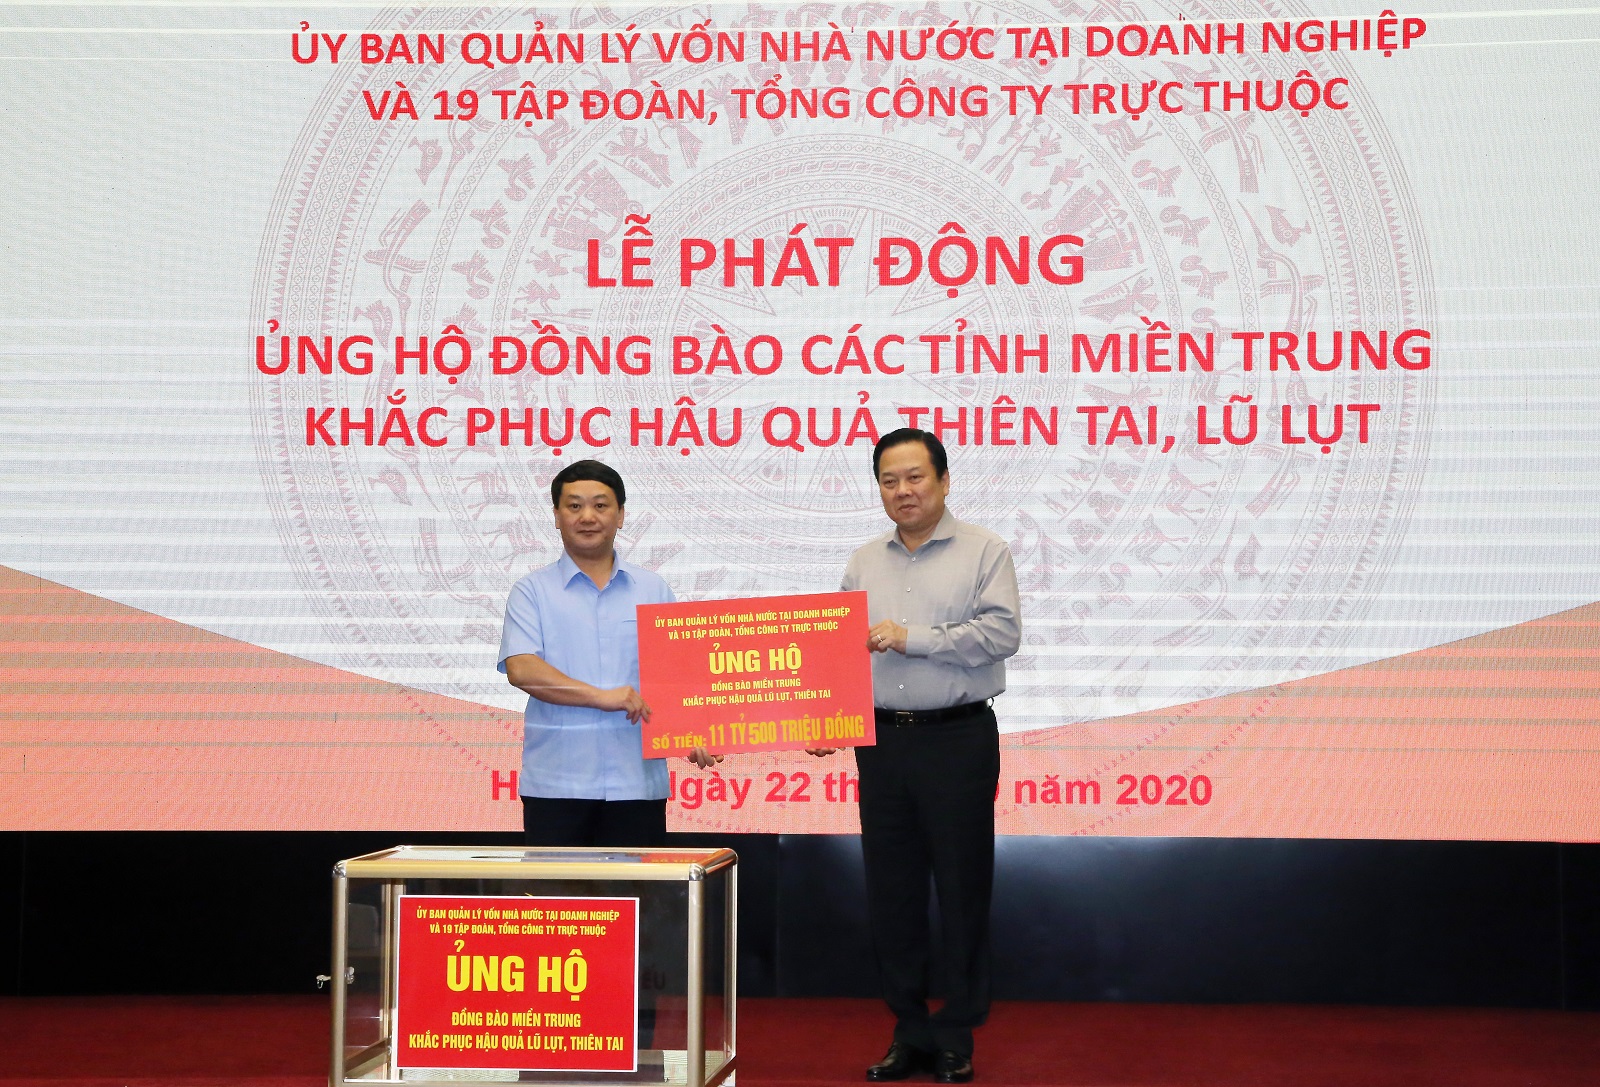 ỦY BAN QUẢN LÝ VỐN NHÀ NƯỚC TẠI DOANH NGHIỆP
VÀ 19 TẬP ĐOÀN, TỔNG CÔNG TY TRỰC THUỘC
LỄ PHÁT ĐỘNG
ỦNG HỘ ĐỒNG BÀO CÁC TỈNH MIỀN TRUNG
KHẮC PHỤC HẬU QUẢ THIÊN TAI, LŨ LỤT
ỦY BAN QUẢN LÝ VỐN NHÀ NƯỚC TẠI DOANH NGHIỆP
VÀ 19 TẬP ĐOÀN, TỔNG CÔNG TY TRỰC THUỘC
ỦNG HỘ
ĐỒNG BÀO MIỀN TRUNG
KHẮC PHỤC HẬU QUẢ LŨ LỤT, THIÊN TAI
SỐ TIỀN: 11 TỶ 500 TRIỆU ĐỒNG
22 năm 2020
ỦY BAN QUẢN LÝ VỐN NHÀ NƯỚC TẠI DOANH NGHIỆP
VÀ 19 TẬP ĐOÀN, TỔNG CÔNG TY TRỰC THUỘC
ỦNG HỘ
ĐỒNG BÀO MIỀN TRUNG
KHẮC PHỤC HẬU QUẢ LŨ LỤT, THIÊN TAI